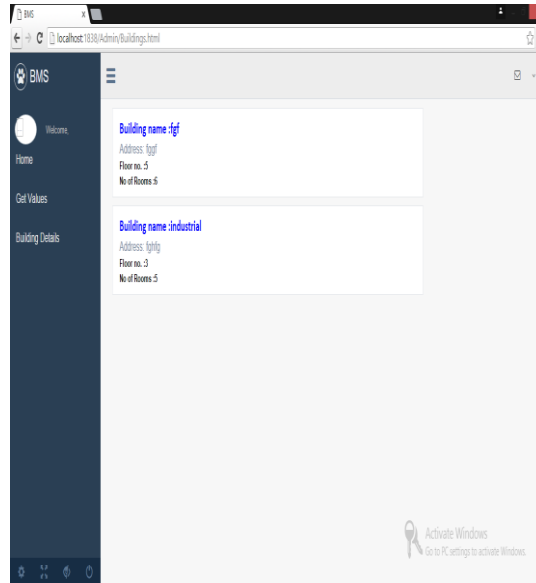 BMS
localhost:1838/Admin/Buildings.html
BMS
Welcome,
Home
Get Values
Building Details
Building name :fgf
Address: fggf
Floor no. :5
No of Rooms :6
Building name :industrial
Address: fghfg
Floor no. :3
No of Rooms :5
Activate Windows
Go to PC settings to activate Windows.